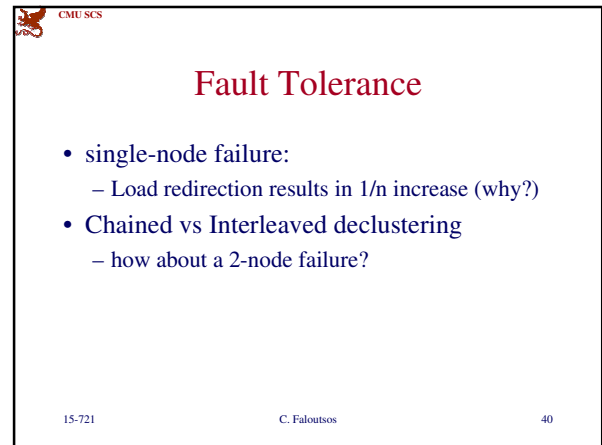 CMU SCS
Fault Tolerance
• single-node failure:
– Load redirection results in 1/n increase (why?)
• Chained vs Interleaved declustering
– how about a 2-node failure?
15-721 C. Faloutsos 40